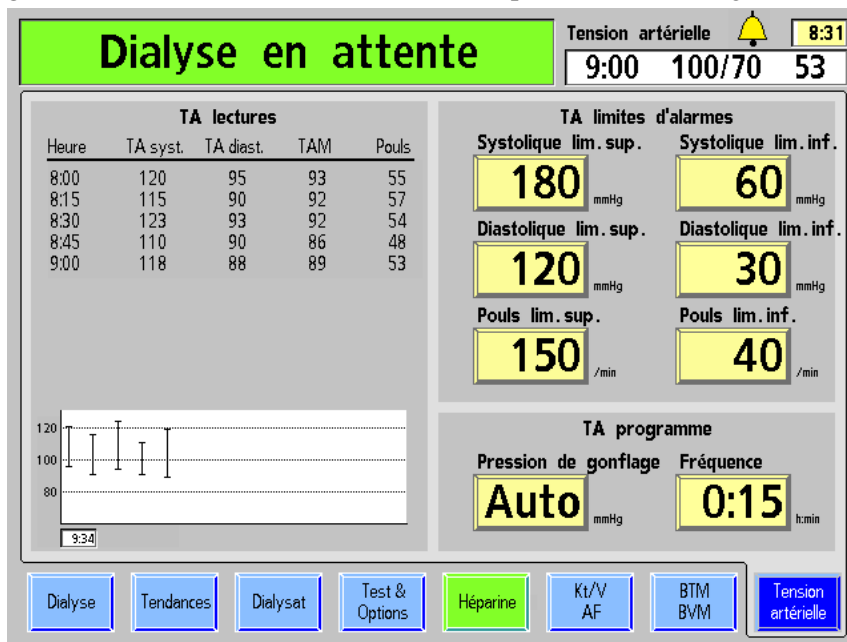 Dialyse en attente
Tension artérielle 8:31
9:00 100/70 53
TA lectures
Heure TA syst. TA diast. TAM Pouls
8:00 120 95 93 55
8:15 115 90 92 57
8:30 123 93 92 54
8:45 110 90 86 48
9:00 118 88 89 53
120
100
80
9:34
TA limites d'alarmes
Systolique lim.sup. Systolique lim.inf.
180 mmHg 60 mmHg
Diastolique lim.sup. Diastolique lim.inf.
120 mmHg 30 mmHg
Pouls lim.sup. Pouls lim.inf.
150 /min 40 /min
TA programme
Pression de gonflage Fréquence
Auto mmHg 0:15 h:min
Dialyse
Tendances
Dialysat
Test &
Options
Héparine
Kt/V
AF
BTM
BVM
Tension
artérielle